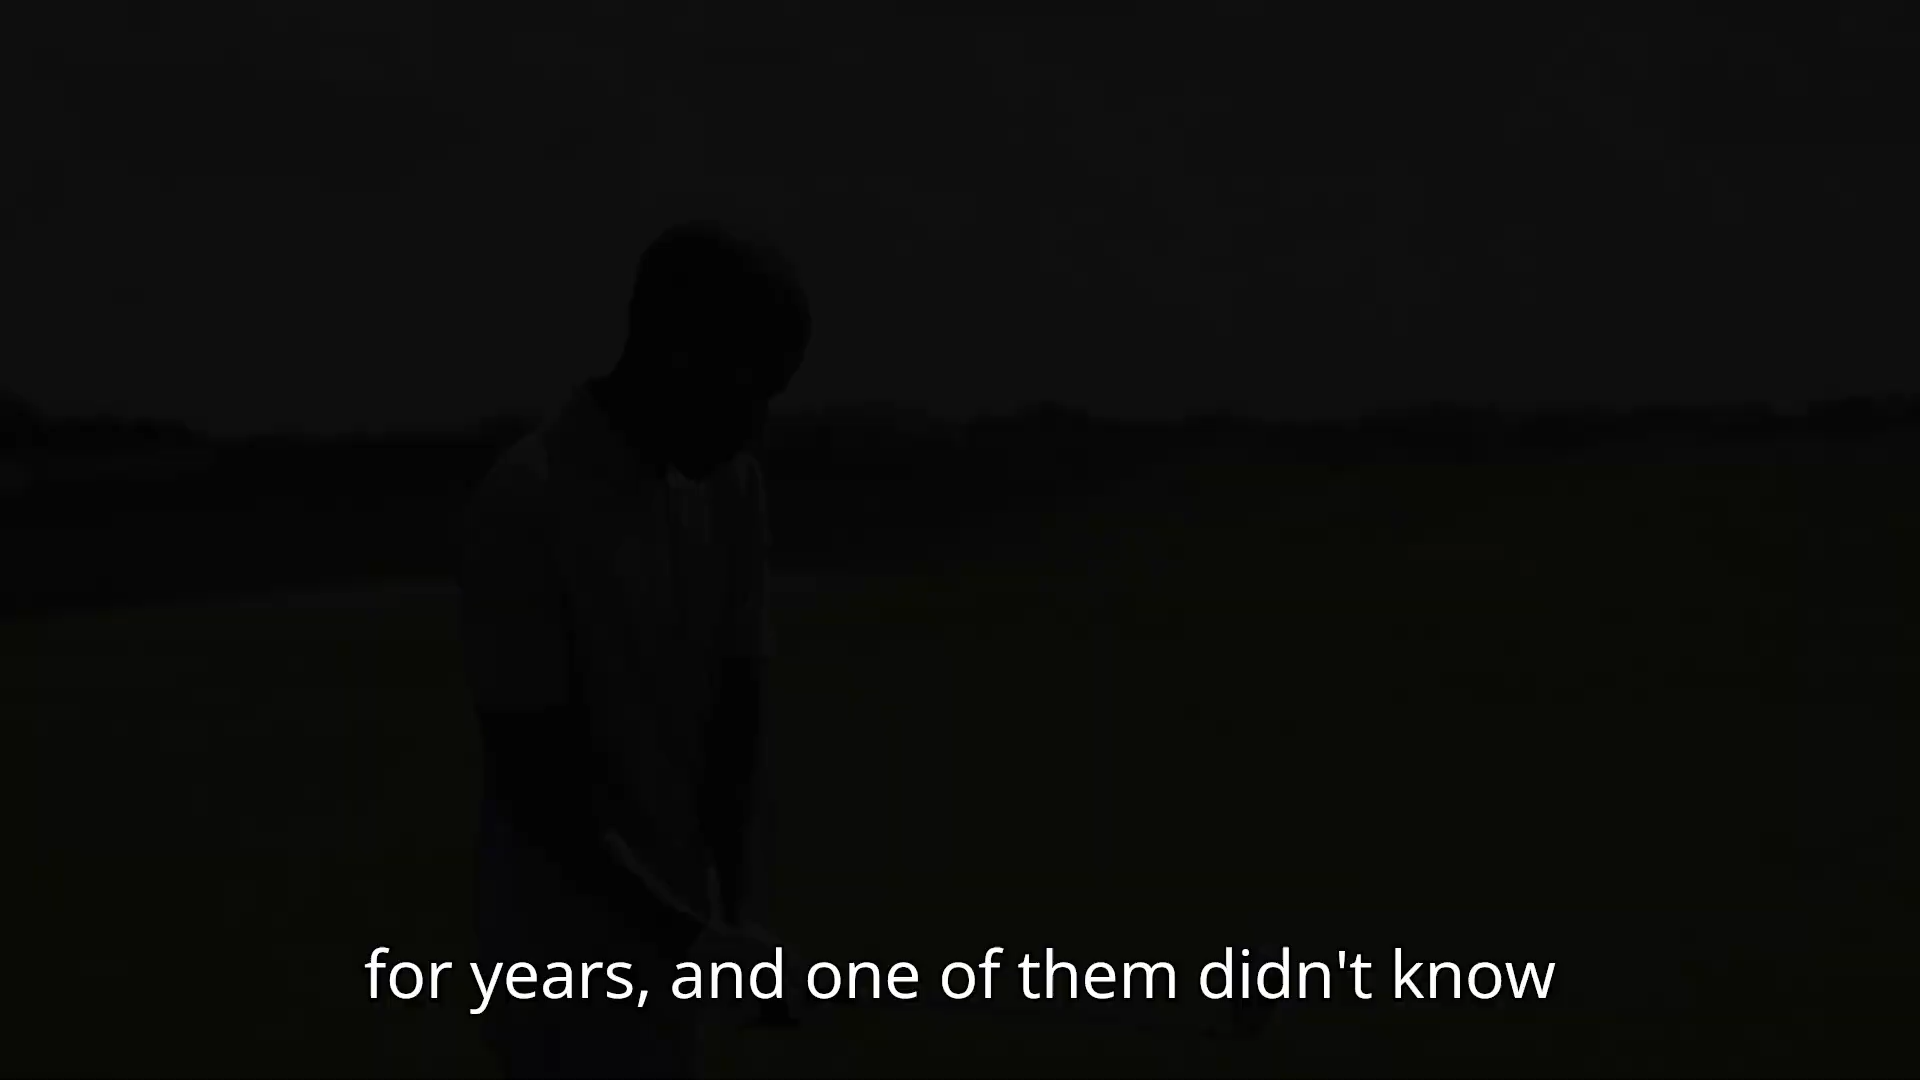 for years, and one of them didn't know